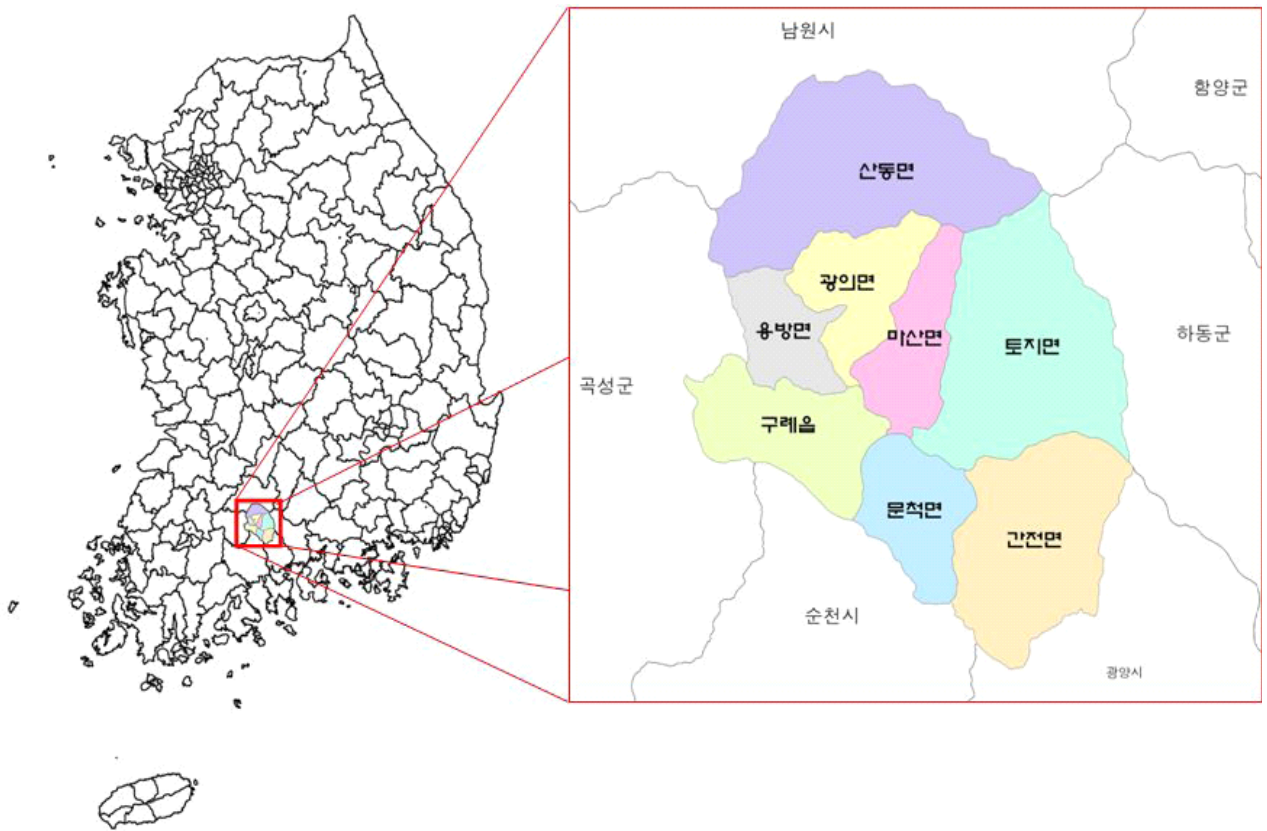 남원시
함양군
산동면
광의면
용방면
마산면
토지면
하동군
곡성군
구례읍
문척면
간전면
순천시
광양시